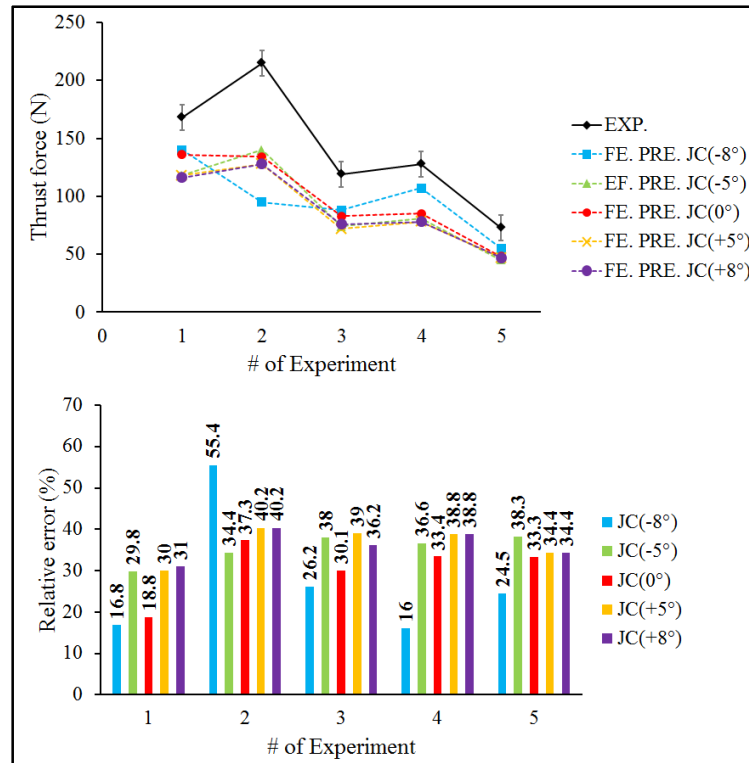 250
200
150
100
50
0
Thrust force (N)
0 1 2 3 4 5
# of Experiment
EXP.
FE. PRE. JC(-8°)
EF. PRE. JC(-5°)
FE. PRE. JC(0°)
FE. PRE. JC(+5°)
FE. PRE. JC(+8°)
70
60
50
40
30
20
10
0
Relative error (%)
16.8 29.8 18.8 30 31
55.4 34.4 37.3 40.2 40.2
26.2 38 30.1 39 36.2
16 36.6 33.4 38.8 38.8
24.5 38.3 33.3 34.4 34.4
1 2 3 4 5
# of Experiment
JC(-8°)
JC(-5°)
JC(0°)
JC(+5°)
JC(+8°)